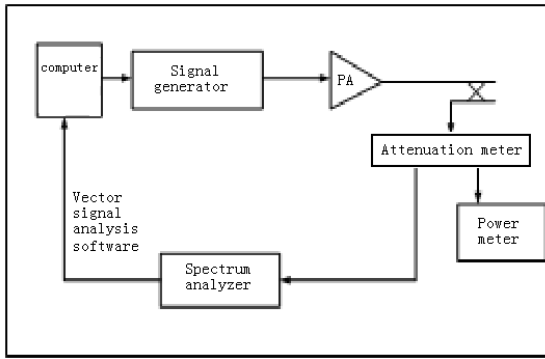 computer
Signal
generator
PA
Attenuation meter
Vector
signal
analysis
software
Power
meter
Spectrum
analyzer